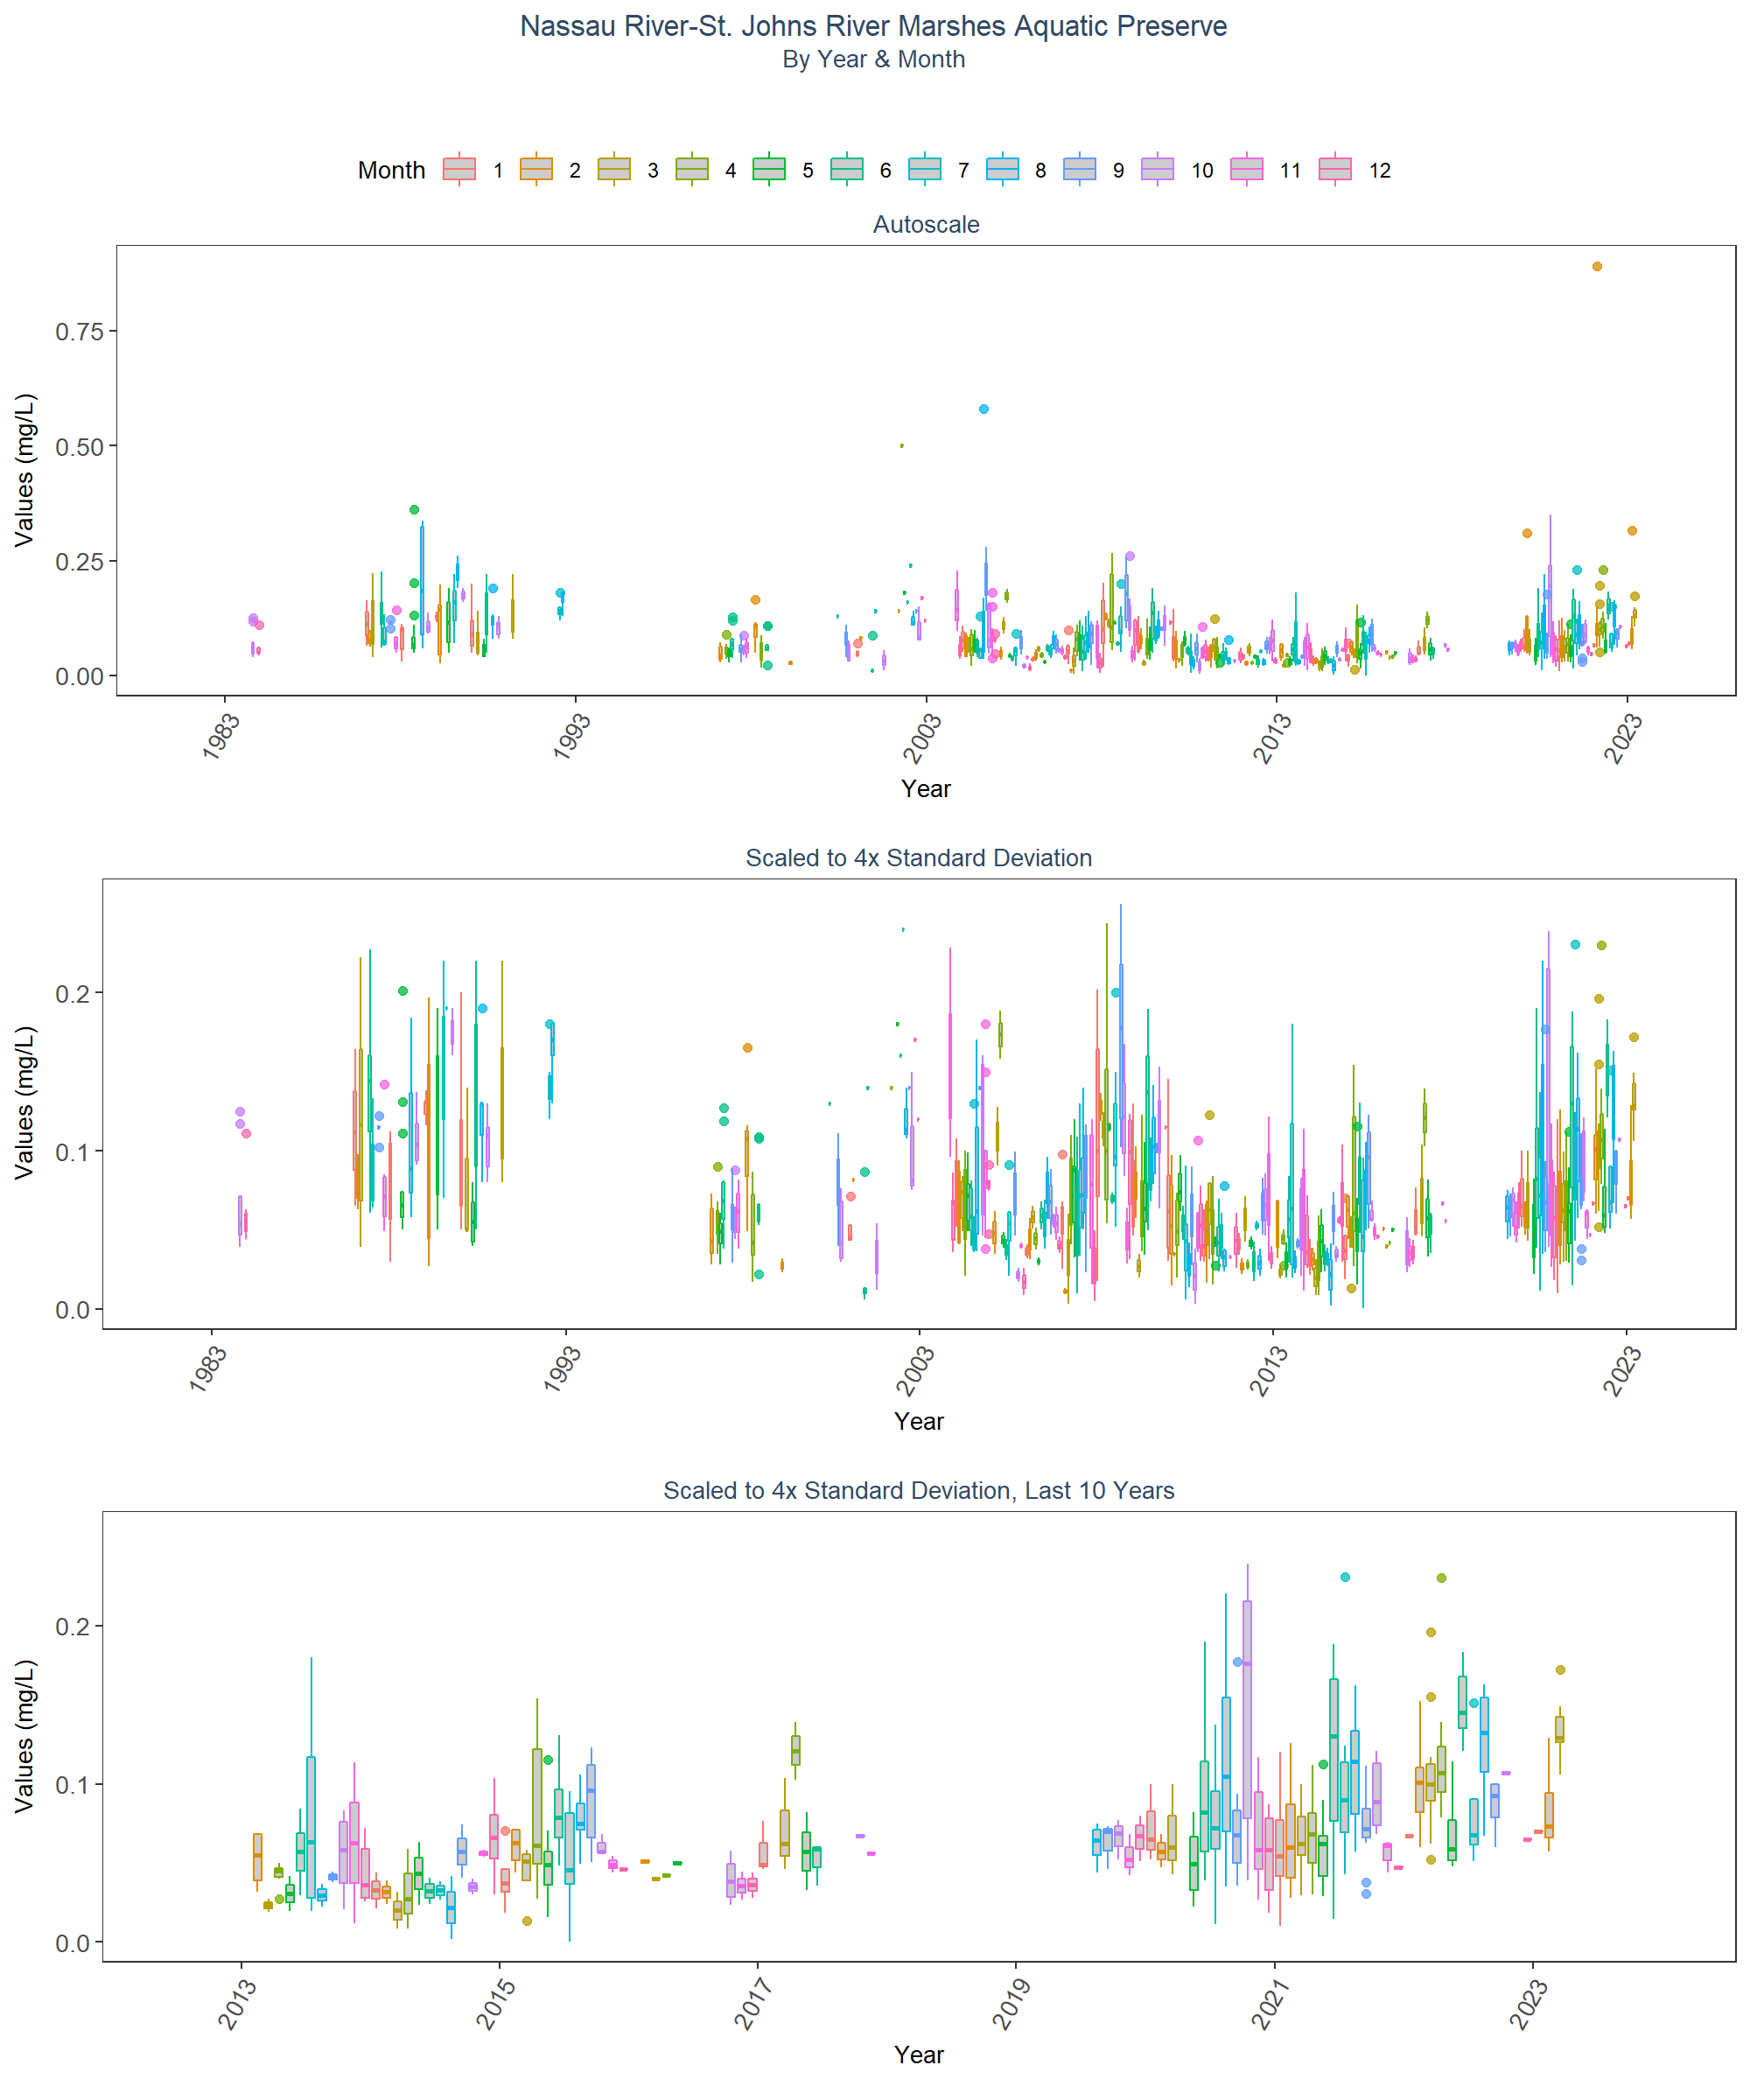 Nassau River-St. Johns River Marshes Aquatic Preserve
By Year & Month
Month 1 2 3 4 5 6 7 8 9 10 11 12
Autoscale
Values (mg/L)
0.75
0.50
0.25
0.00
1983 1993 2003 2013 2023
Year
Scaled to 4x Standard Deviation
Values (mg/L)
0.2
0.1
0.0
1983 1993 2003 2013 2023
Year
Scaled to 4x Standard Deviation, Last 10 Years
Values (mg/L)
0.2
0.1
0.0
2013 2015 2017 2019 2021 2023
Year